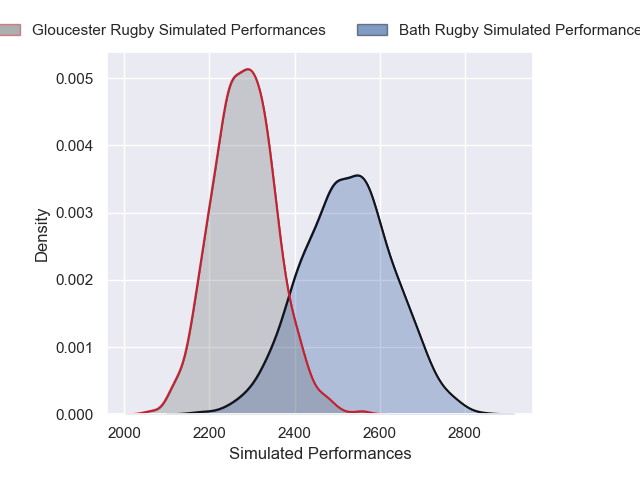 Gloucester Rugby Simulated Performances
Bath Rugby Simulated Performance
0.005
0.004
0.003
0.002
0.001
0.000
Density
2000 2200 2400 2600 2800
Simulated Performances